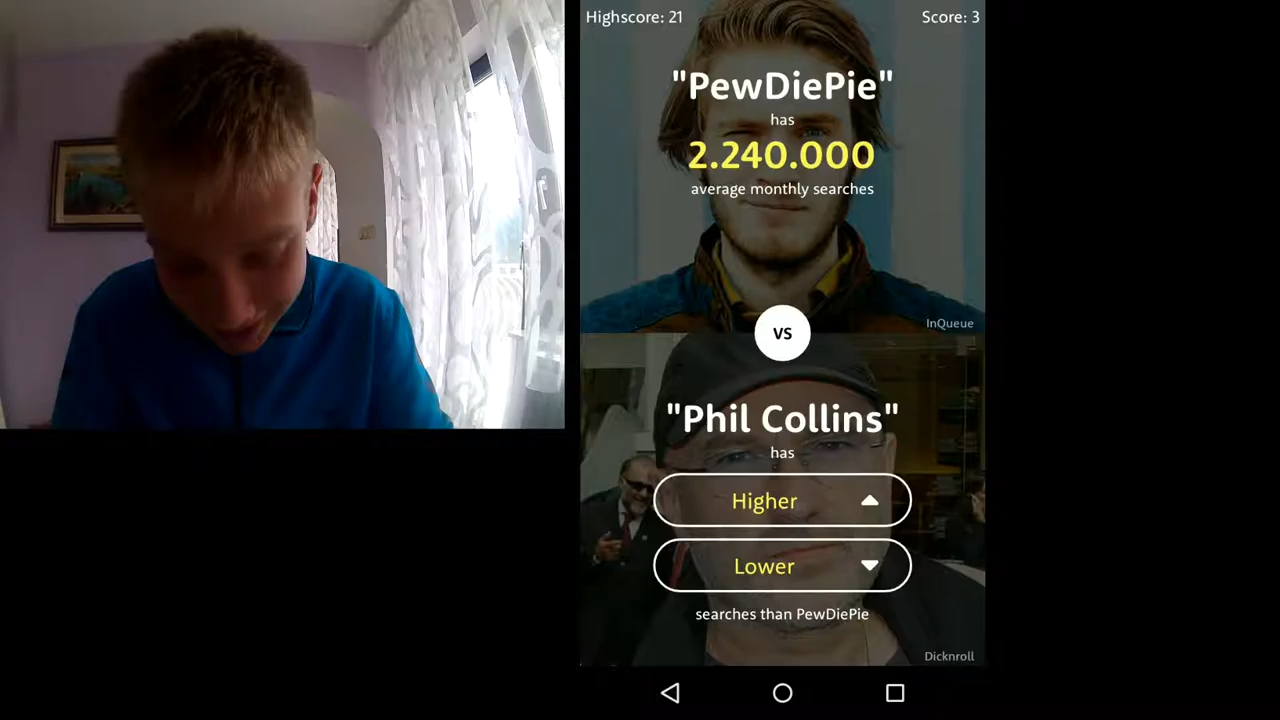 Highscore: 21
Score: 3
"PewDiePie"
has
2.240.000
average monthly searches
InQueue
VS
"Phil Collins"
has
Higher
Lower
searches than PewDiePie
Dicknroll